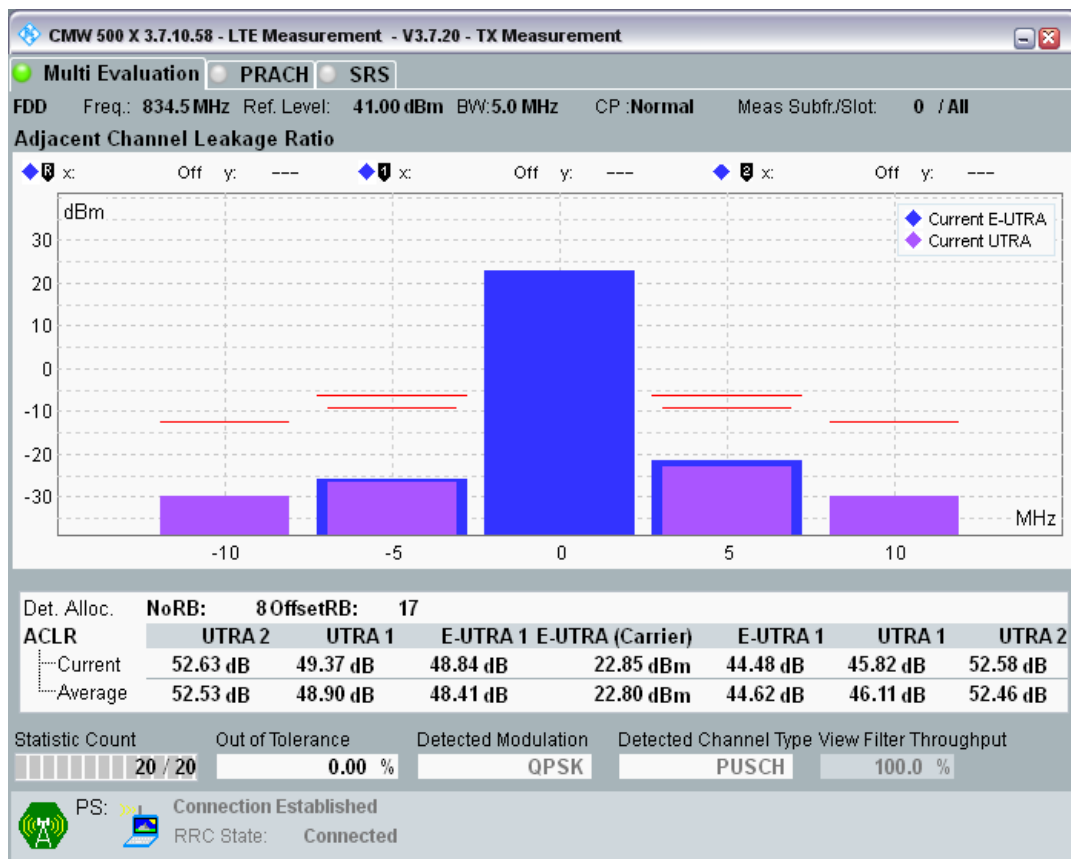 CMW 500 X 3.7.10.58 - LTE Measurement - V3.7.20 - TX Measurement
Multi Evaluation PRACH SRS
FDD Freq.: 834.5 MHz Ref. Level: 41.00 dBm BW:5.0 MHz CP :Normal Meas Subfr./Slot: 0 / All
Adjacent Channel Leakage Ratio
R x: Off y: --- 1 x: Off y: --- 2 x: Off y: ---
dBm
Current E-UTRA
Current UTRA
30
20
10
0
-10
-20
-30
MHz
-10 -5 0 5 10
Det. Alloc. NoRB: 8 OffsetRB: 17
ACLR UTRA 2 UTRA 1 E-UTRA 1 E-UTRA (Carrier) E-UTRA 1 UTRA 1 UTRA 2
Current 52.63 dB 49.37 dB 48.84 dB 22.85 dBm 44.48 dB 45.82 dB 52.58 dB
Average 52.53 dB 48.90 dB 48.41 dB 22.80 dBm 44.62 dB 46.11 dB 52.46 dB
Statistic Count Out of Tolerance Detected Modulation Detected Channel Type View Filter Throughput
20 / 20 0.00 % QPSK PUSCH 100.0 %
PS: Connection Established
RRC State: Connected